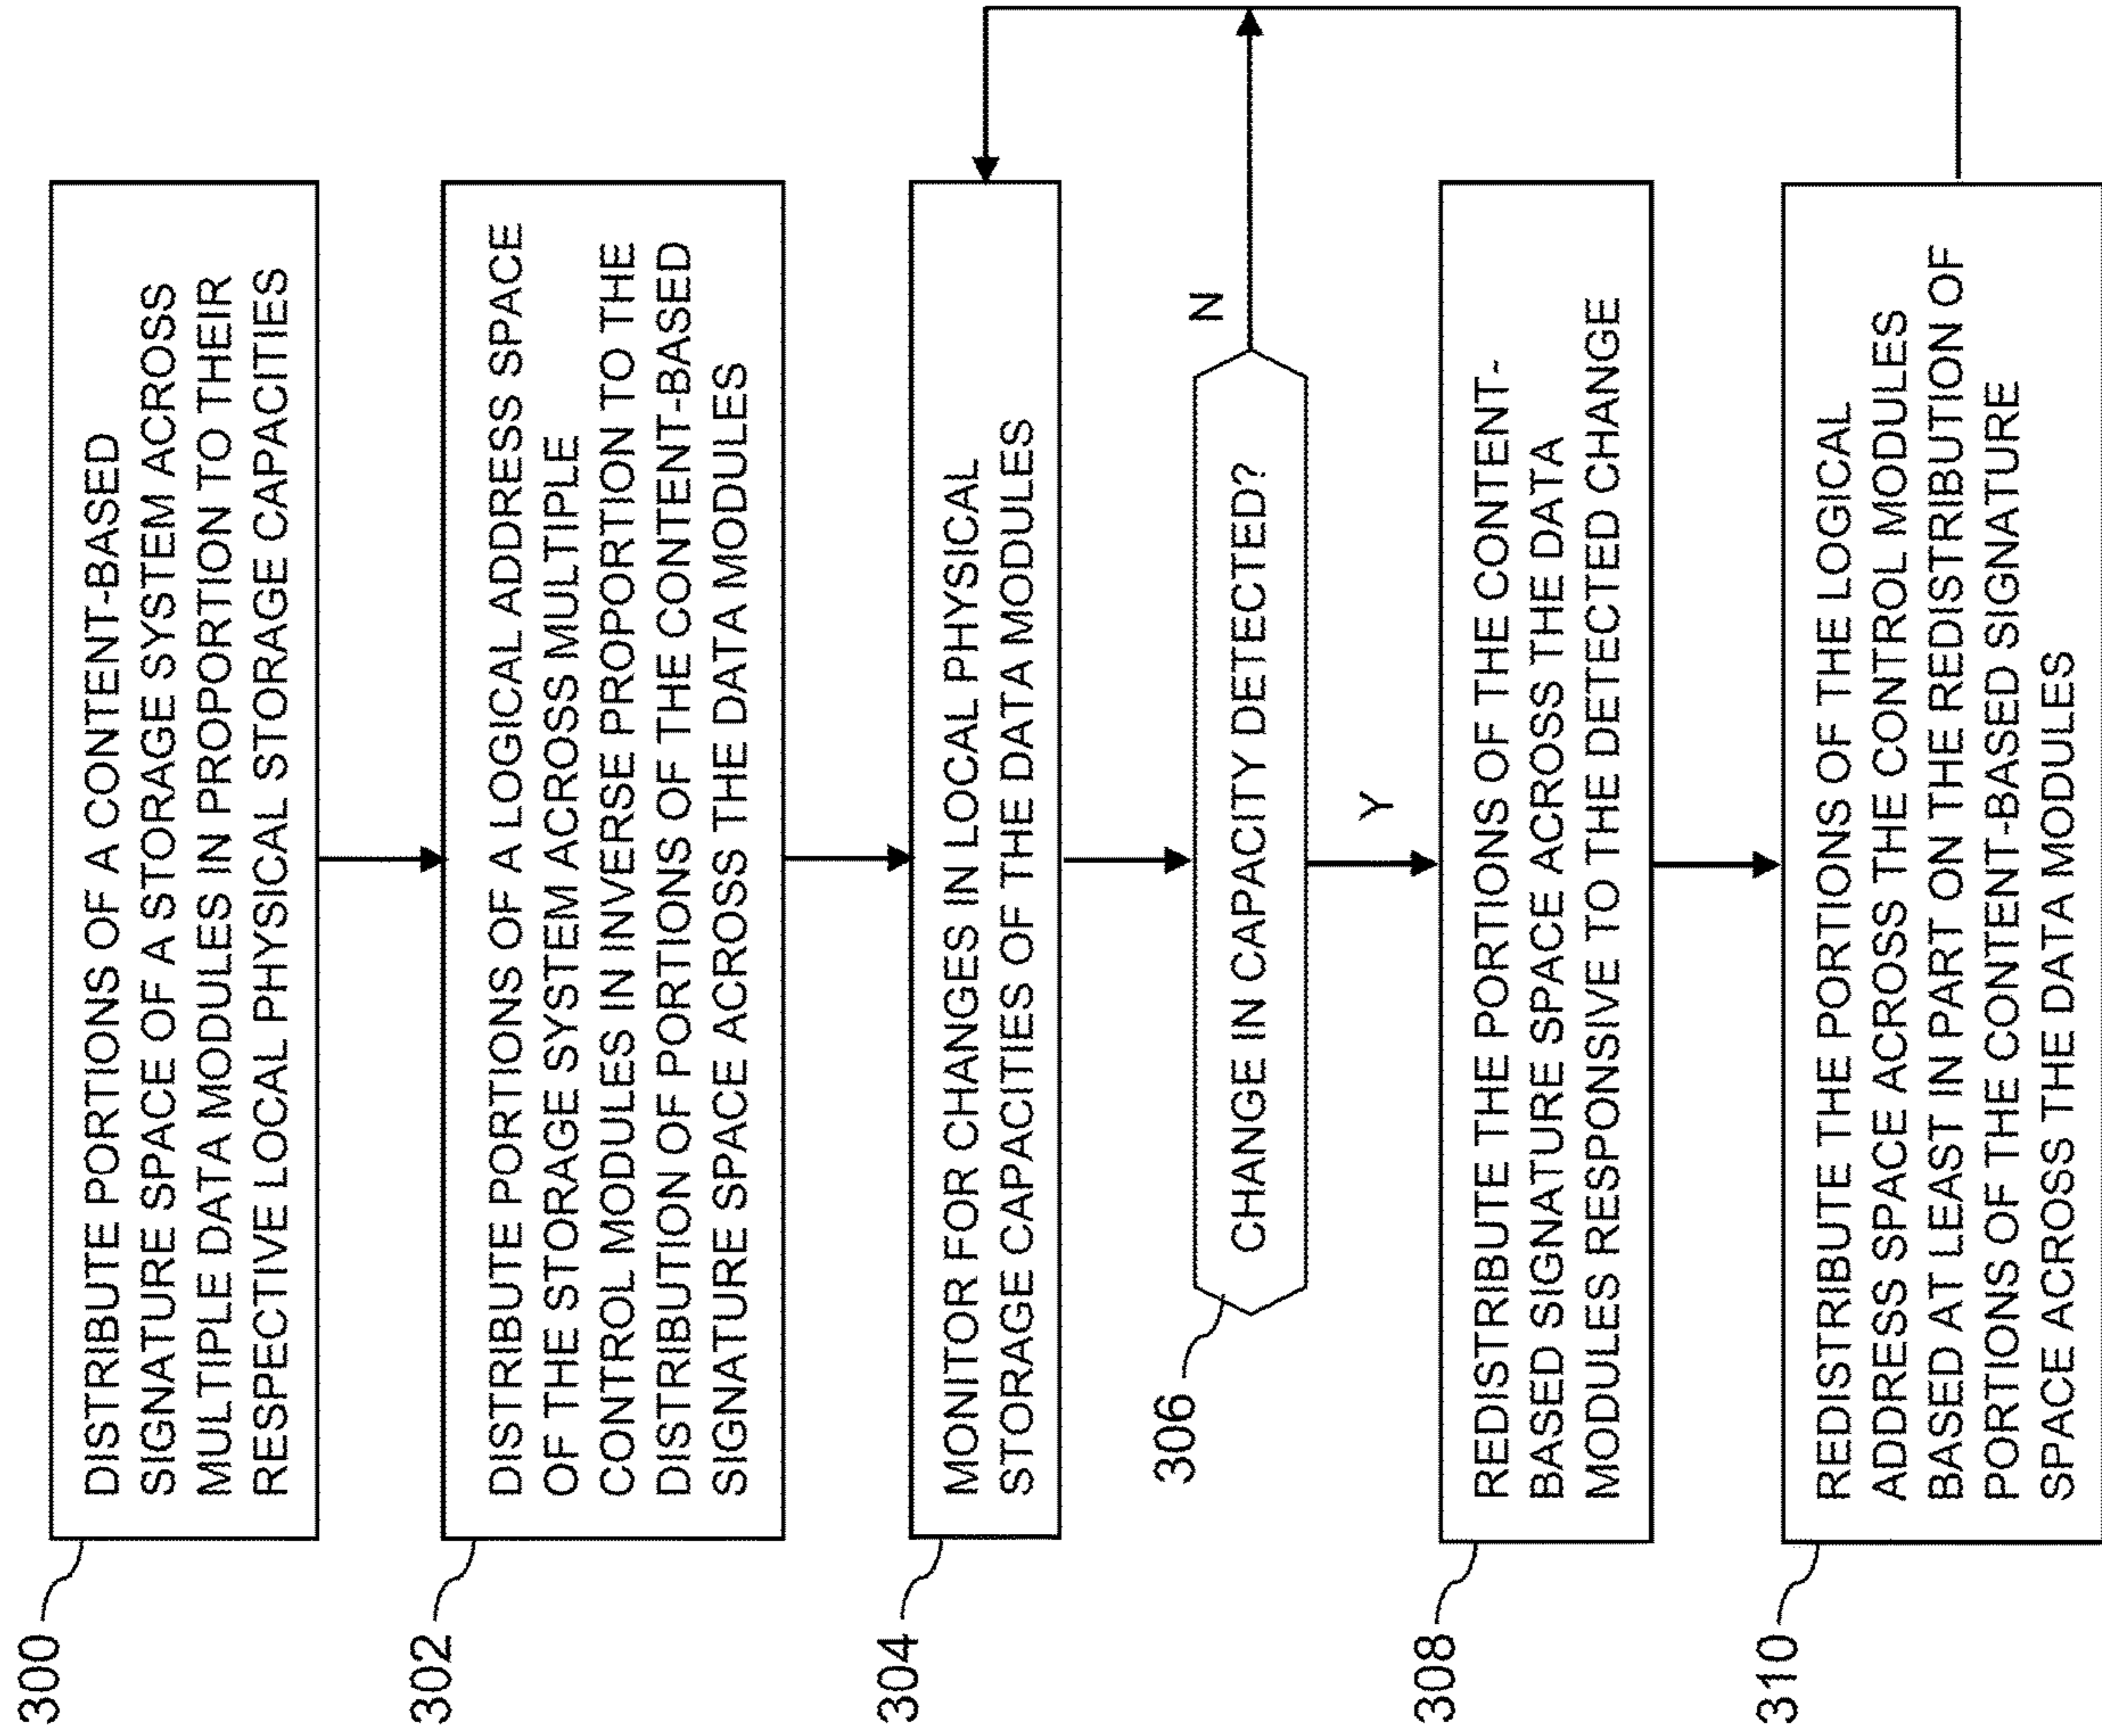 300
DISTRIBUTE PORTIONS OF A CONTENT-BASED
SIGNATURE SPACE OF A STORAGE SYSTEM ACROSS
MULTIPLE DATA MODULES IN PROPORTION TO THEIR
RESPECTIVE LOCAL PHYSICAL STORAGE CAPACITIES
302
DISTRIBUTE PORTIONS OF A LOGICAL ADDRESS SPACE
OF THE STORAGE SYSTEM ACROSS MULTIPLE
CONTROL MODULES IN INVERSE PROPORTION TO THE
DISTRIBUTION OF PORTIONS OF THE CONTENT-BASED
SIGNATURE SPACE ACROSS THE DATA MODULES
304
MONITOR FOR CHANGES IN LOCAL PHYSICAL
STORAGE CAPACITIES OF THE DATA MODULES
306
CHANGE IN CAPACITY DETECTED?
N
Y
308
REDISTRIBUTE THE PORTIONS OF THE CONTENT-
BASED SIGNATURE SPACE ACROSS THE DATA
MODULES RESPONSIVE TO THE DETECTED CHANGE
310
REDISTRIBUTE THE PORTIONS OF THE LOGICAL
ADDRESS SPACE ACROSS THE CONTROL MODULES
BASED AT LEAST IN PART ON THE REDISTRIBUTION OF
PORTIONS OF THE CONTENT-BASED SIGNATURE
SPACE ACROSS THE DATA MODULES